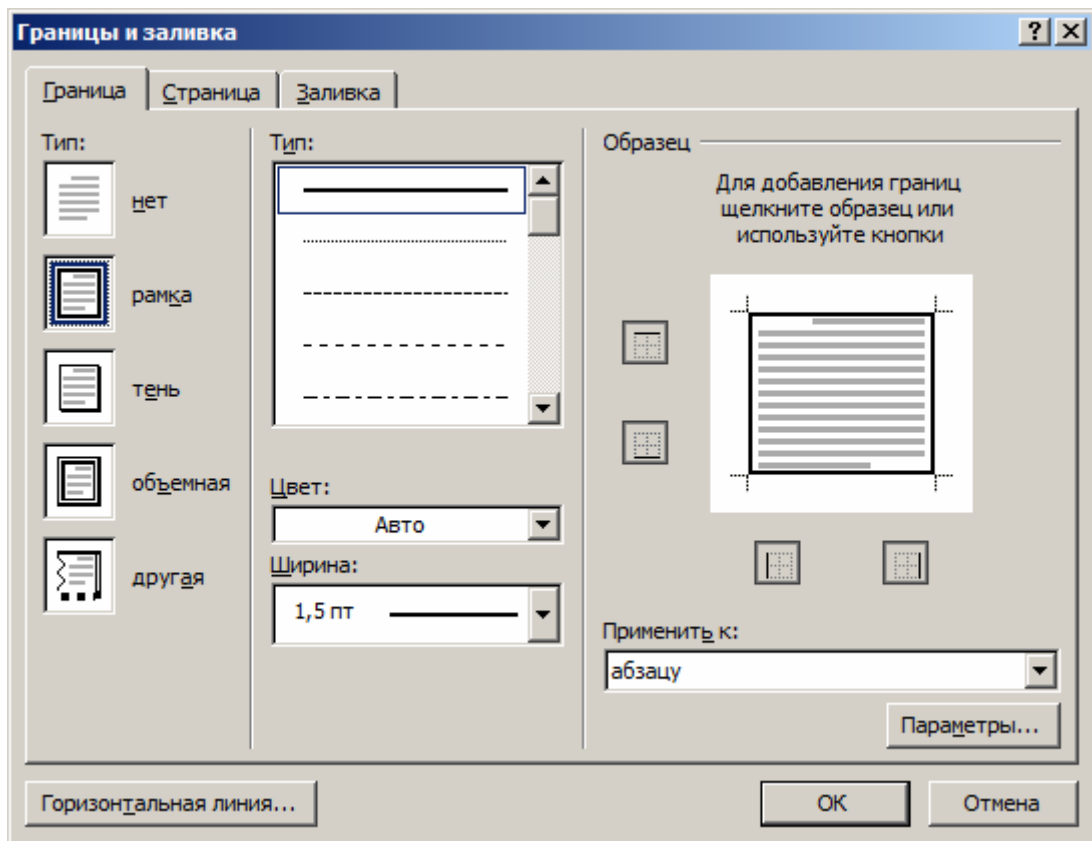 Границы и заливка
Граница
Страница
Заливка
Тип:
нет
рамка
тень
объемная
другая
Тип:
Цвет:
Авто
Ширина:
1,5 пт
Образец
Для добавления границ
щелкните образец или
используйте кнопки
Применить к:
абзацу
Параметры...
Горизонтальная линия...
ОК
Отмена